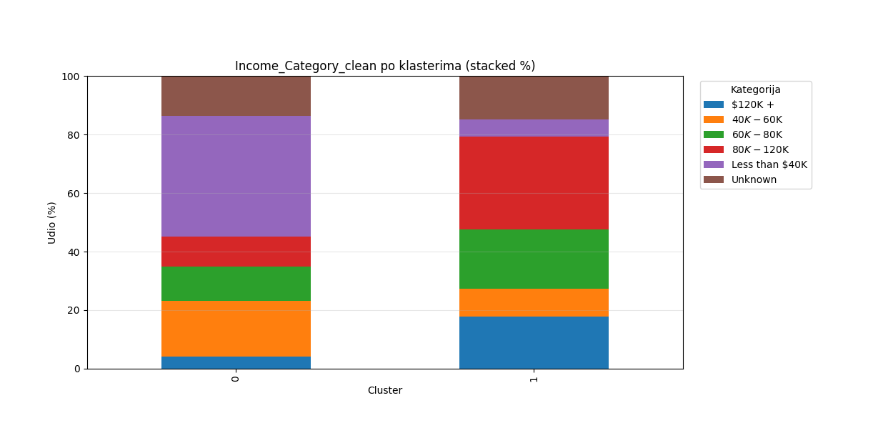 Income_Category_clean po klasterima (stacked %)
Udio (%)
100
80
60
40
20
0
0
1
Cluster
Kategorija
$120K +
40K − 60K
60K − 80K
80K − 120K
Less than $40K
Unknown